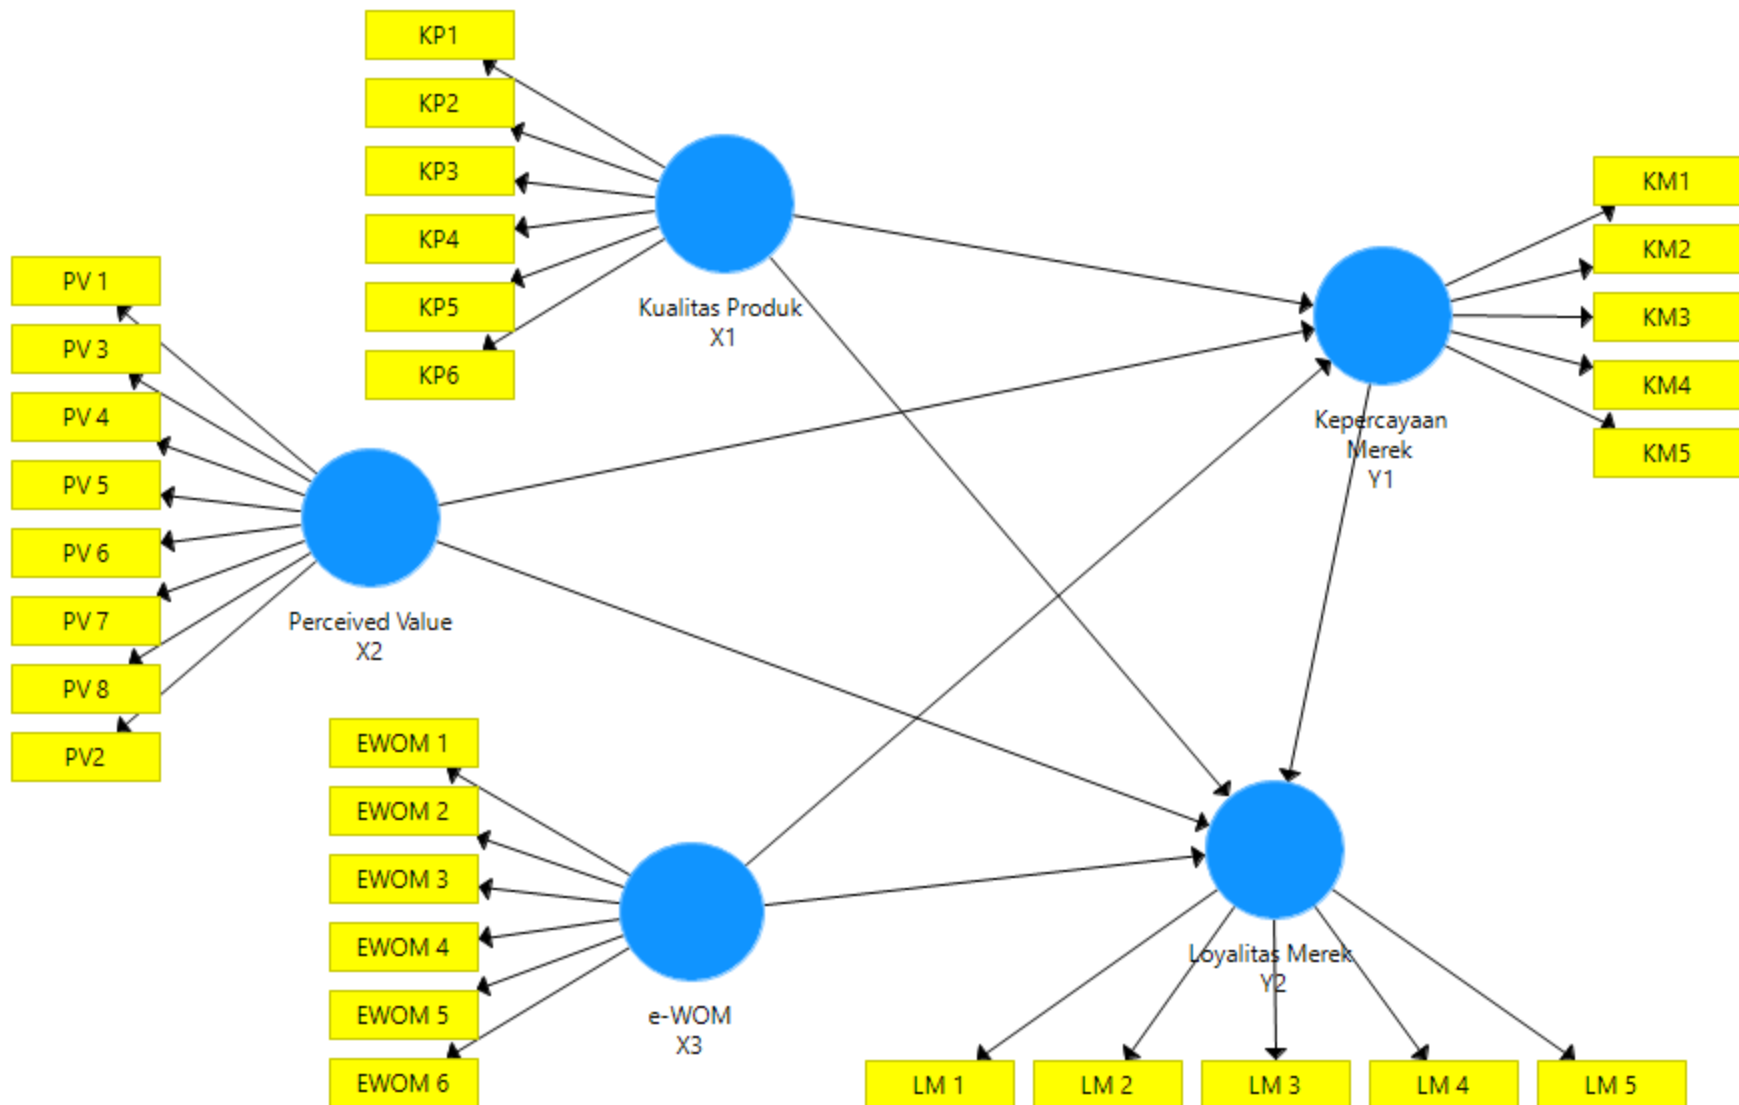 KP1
KP2
KP3
KP4
KP5
KP6
Kualitas Produk
X1
KM1
KM2
KM3
KM4
KM5
Kepercayaan
Merek
Y1
PV 1
PV 3
PV 4
PV 5
PV 6
PV 7
PV 8
PV2
Perceived Value
X2
EWOM 1
EWOM 2
EWOM 3
EWOM 4
EWOM 5
EWOM 6
e-WOM
X3
Loyalitas Merek
Y2
LM 1
LM 2
LM 3
LM 4
LM 5